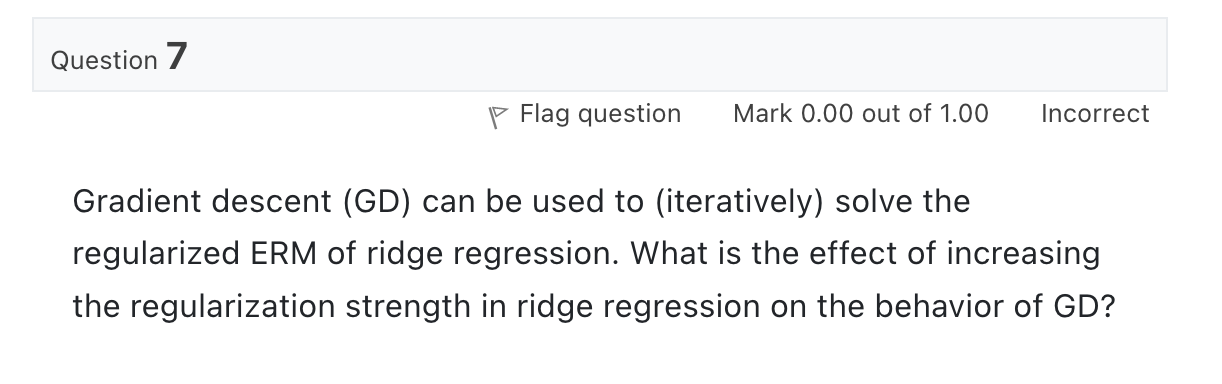 Question 7
Flag question Mark 0.00 out of 1.00 Incorrect
Gradient descent (GD) can be used to (iteratively) solve the
regularized ERM of ridge regression. What is the effect of increasing
the regularization strength in ridge regression on the behavior of GD?